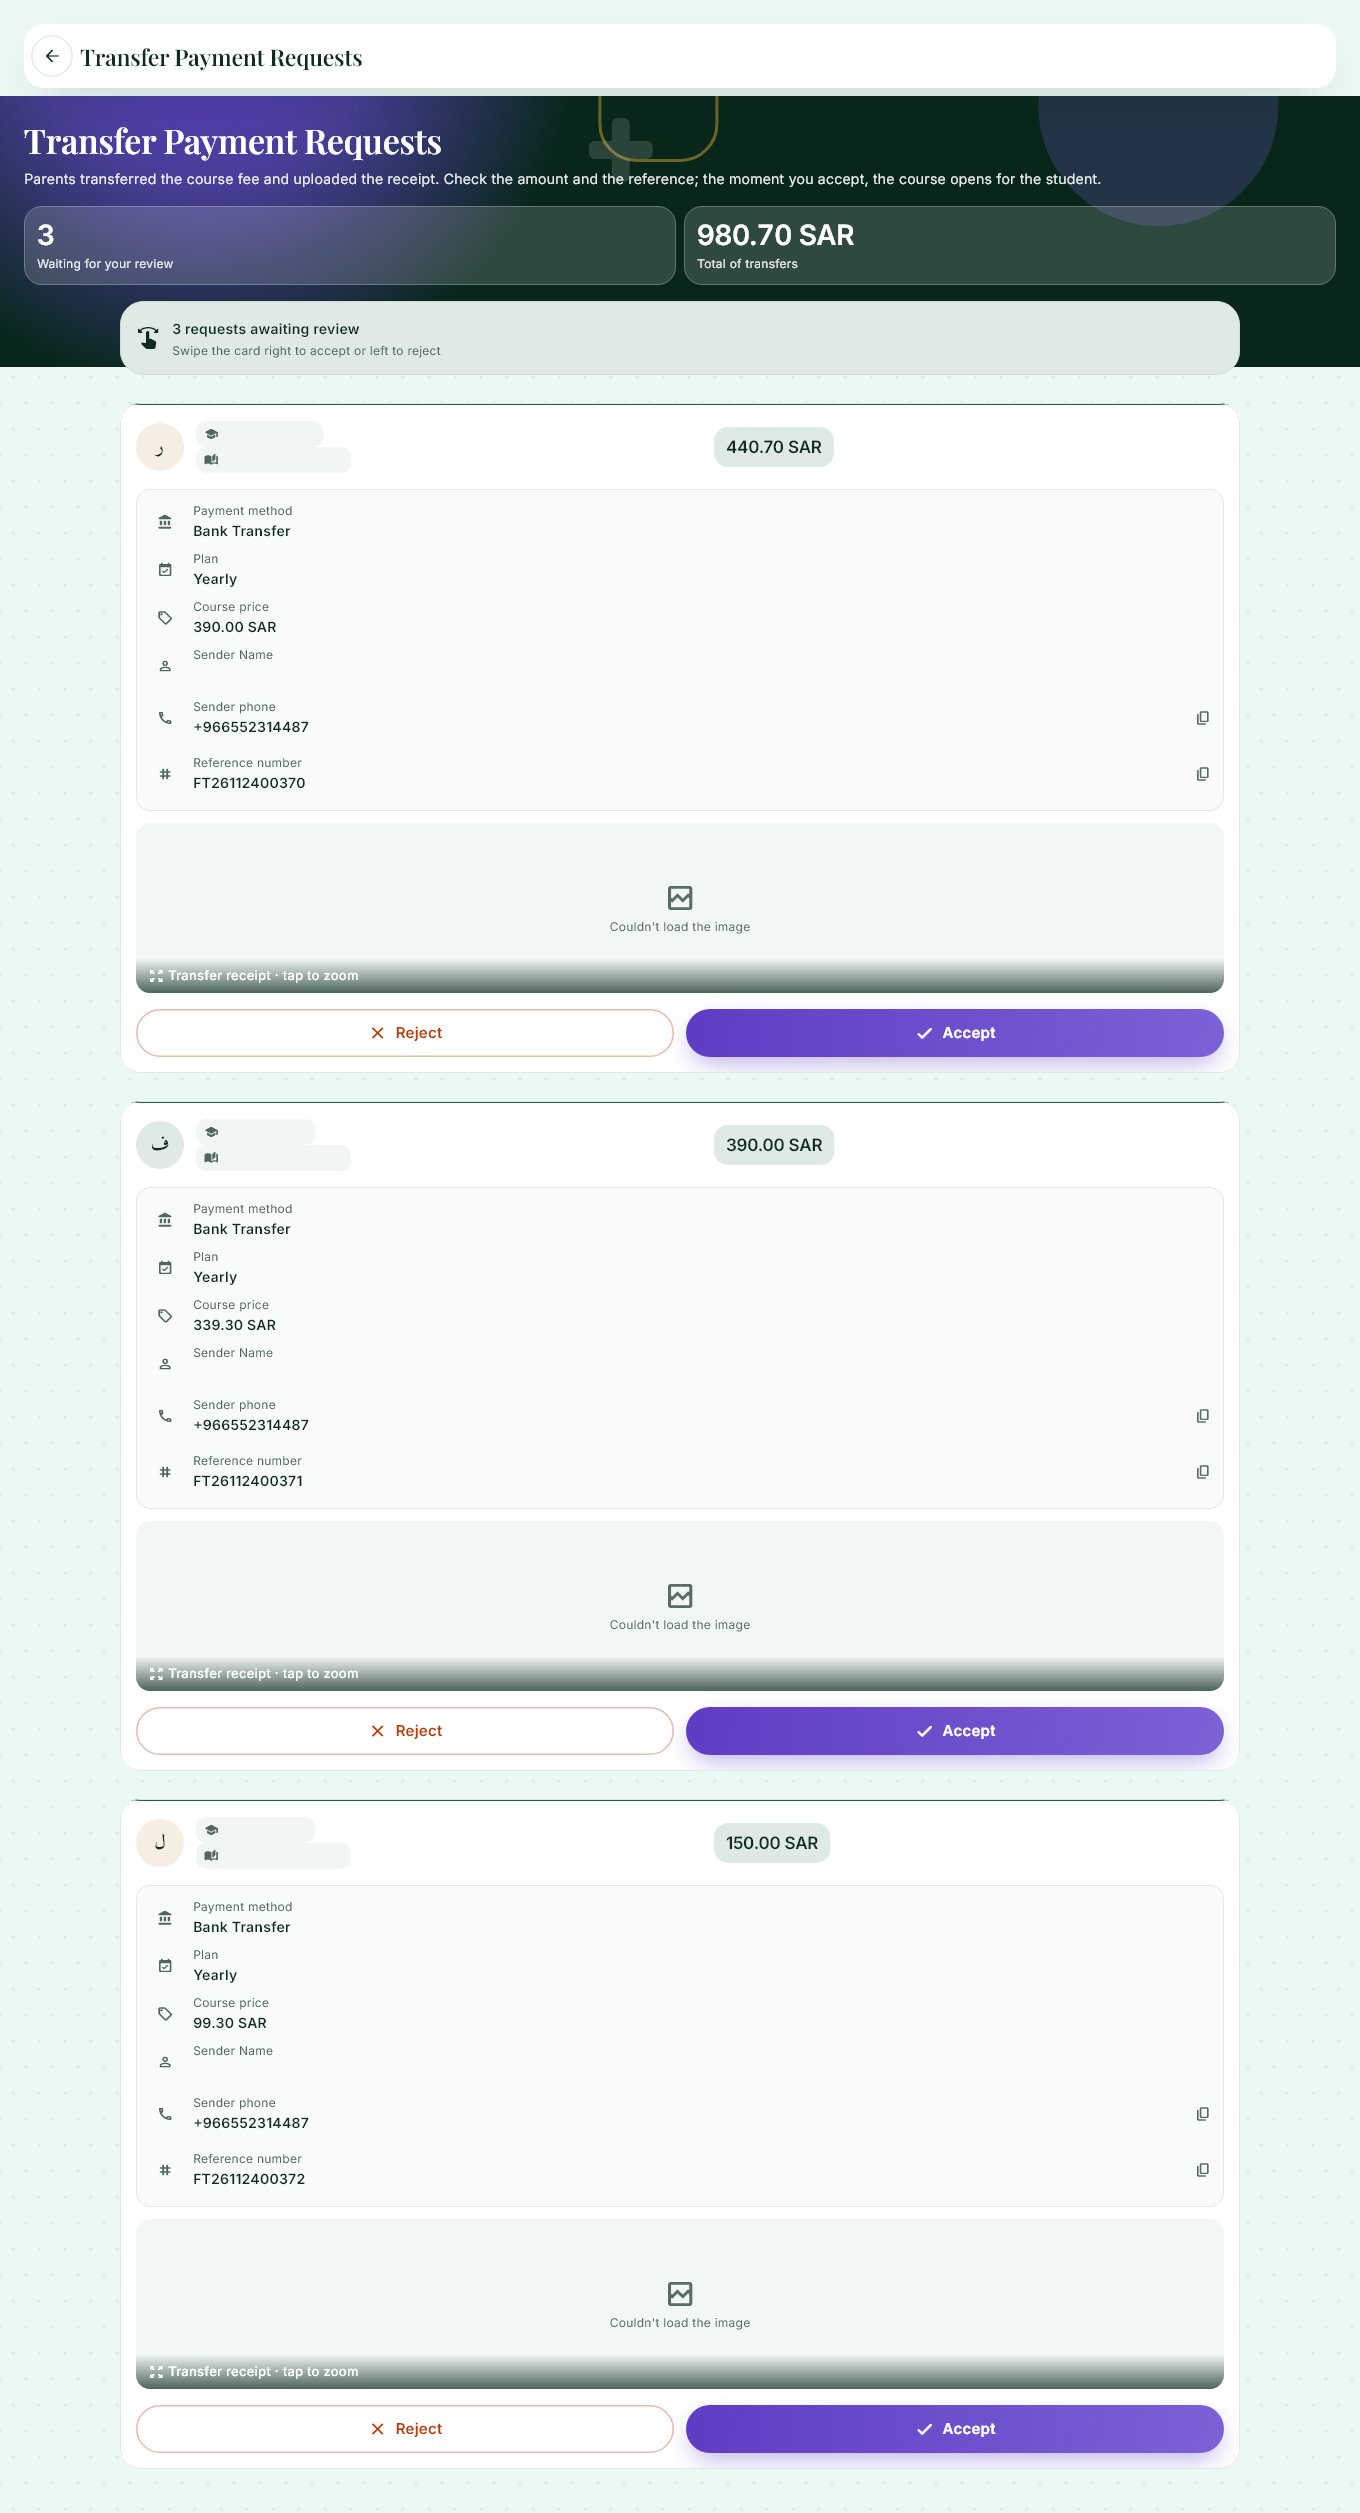 Transfer Payment Requests
Transfer Payment Requests
Parents transferred the course fee and uploaded the receipt. Check the amount and the reference; the moment you accept, the course opens for the student.
3
Waiting for your review
980.70 SAR
Total of transfers
3 requests awaiting review
Swipe the card right to accept or left to reject
ر
440.70 SAR
Payment method
Bank Transfer
Plan
Yearly
Course price
390.00 SAR
Sender Name
Sender phone
+966552314487
Reference number
FT26112400370
Couldn't load the image
Transfer receipt · tap to zoom
Reject
Accept
ف
390.00 SAR
Payment method
Bank Transfer
Plan
Yearly
Course price
339.30 SAR
Sender Name
Sender phone
+966552314487
Reference number
FT26112400371
Couldn't load the image
Transfer receipt · tap to zoom
Reject
Accept
ل
150.00 SAR
Payment method
Bank Transfer
Plan
Yearly
Course price
99.30 SAR
Sender Name
Sender phone
+966552314487
Reference number
FT26112400372
Couldn't load the image
Transfer receipt · tap to zoom
Reject
Accept